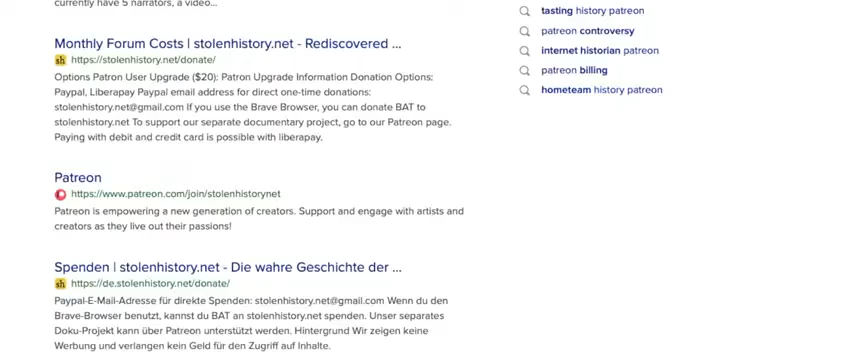 currently have 5 narrators, a video...
Monthly Forum Costs | stolenhistory.net - Rediscovered ...
sh https://stolenhistory.net/donate/
Options Patron User Upgrade ($20): Patron Upgrade Information Donation Options:
Paypal, Liberapay Paypal email address for direct one-time donations:
stolenhistory.net@gmail.com If you use the Brave Browser, you can donate BAT to
stolenhistory.net To support our separate documentary project, go to our Patreon page.
Paying with debit and credit card is possible with liberapay.
Patreon
https://www.patreon.com/join/stolenhistorynet
Patreon is empowering a new generation of creators. Support and engage with artists and
creators as they live out their passions!
Spenden | stolenhistory.net - Die wahre Geschichte der ...
sh https://de.stolenhistory.net/donate/
Paypal-E-Mail-Adresse für direkte Spenden: stolenhistory.net@gmail.com Wenn du den
Brave-Browser benutzt, kannst du BAT an stolenhistory.net spenden. Unser separates
Doku-Projekt kann über Patreon unterstützt werden. Hintergrund Wir zeigen keine
Werbung und verlangen kein Geld für den Zugriff auf Inhalte.
tasting history patreon
patreon controversy
internet historian patreon
patreon billing
hometeam history patreon